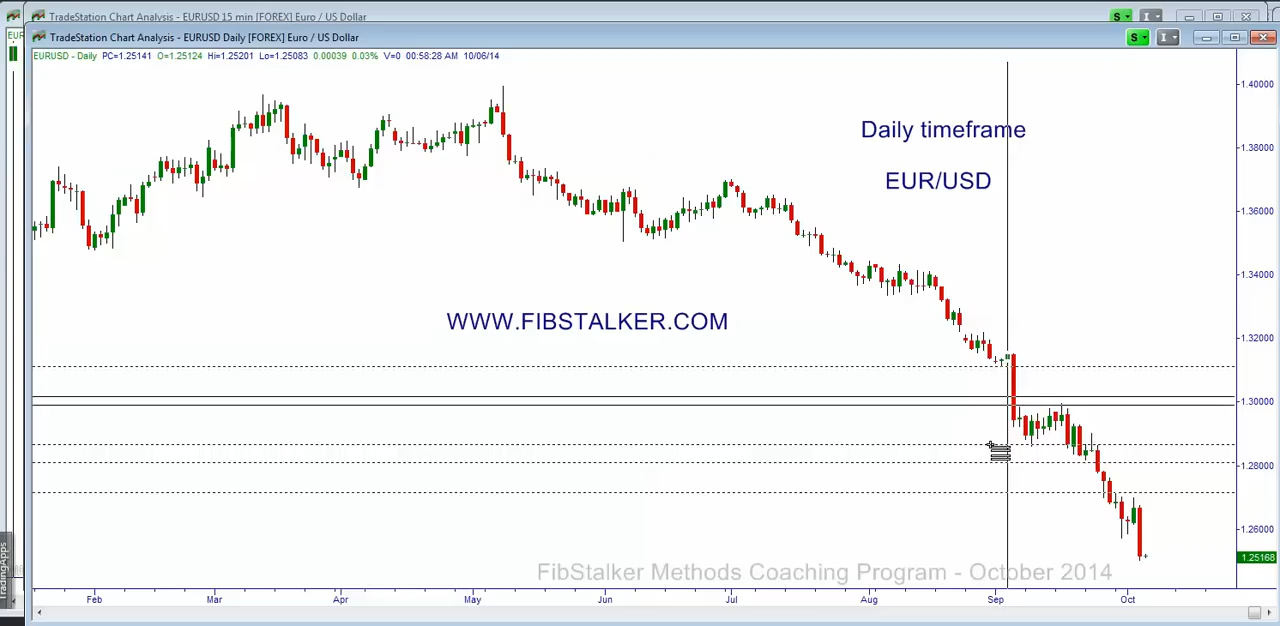 TradeStation Chart Analysis - EURUSD 15 min [FOREX] Euro / US Dollar
S
I
TradeStation Chart Analysis - EURUSD Daily [FOREX] Euro / US Dollar
S
I
EUR
EURUSD - Daily PC=1.25141 O=1.25124 Hi=1.25201 Lo=1.25083 0.00039 0.03% V=0 00:58:28 AM 10/06/14
1.40000
Daily timeframe
1.38000
EUR/USD
1.36000
1.34000
WWW.FIBSTALKER.COM
1.32000
1.30000
1.28000
1.26000
1.25168
TradingApps
FibStalker Methods Coaching Program - October 2014
Feb Mar Apr May Jun Jul Aug Sep Oct